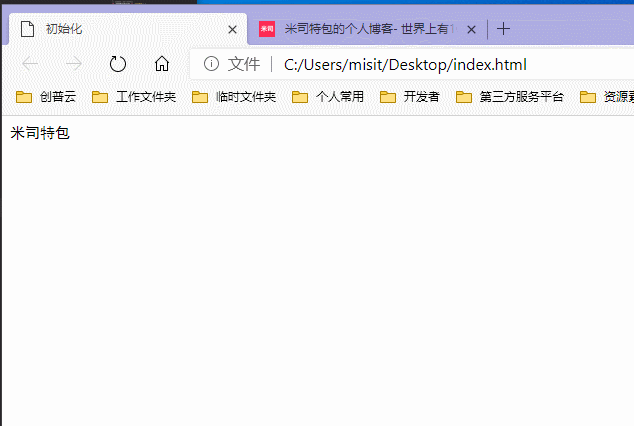 初始化
米司
米司特包的个人博客- 世界上有1
文件
C:/Users/misit/Desktop/index.html
创普云 工作文件夹 临时文件夹 个人常用 开发者 第三方服务平台 资源素
米司特包